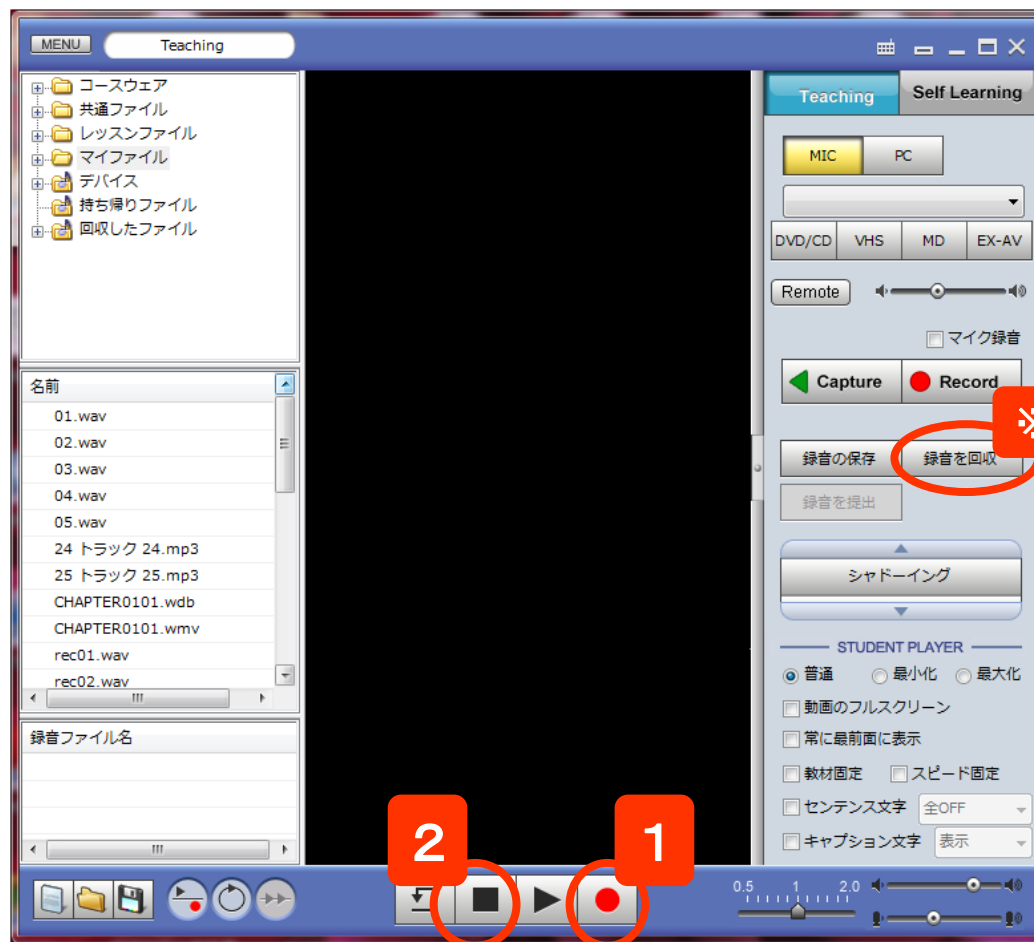 MENU
Teaching
コースウェア
共通ファイル
レッスンファイル
マイファイル
デバイス
持ち帰りファイル
回収したファイル
名前
01.wav
02.wav
03.wav
04.wav
05.wav
24 トラック 24.mp3
25 トラック 25.mp3
CHAPTER0101.wdb
CHAPTER0101.wmv
rec01.wav
rec02.wav
録音ファイル名
Teaching Self Learning
MIC PC
DVD/CD VHS MD EX-AV
Remote
マイク録音
Capture Record
※
録音の保存 録音を回収
録音を提出
シャドーイング
STUDENT PLAYER
普通 最小化 最大化
動画のフルスクリーン
常に最前面に表示
教材固定 スピード固定
センテンス文字 全OFF
キャプション文字 表示
2 1
0.5 1 2.0